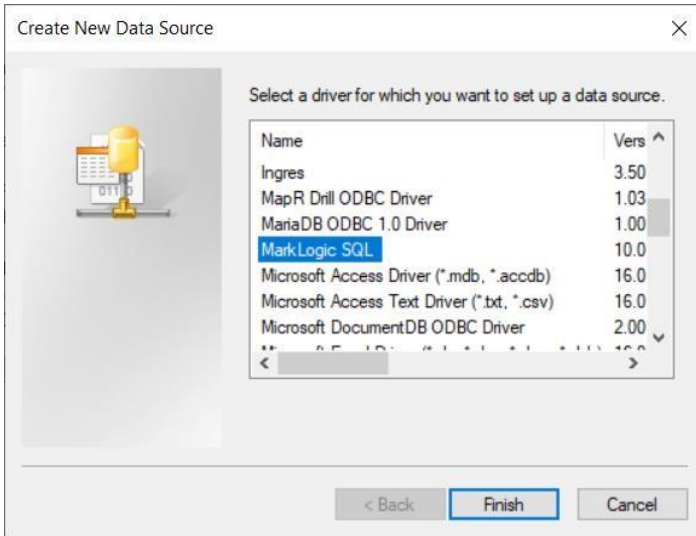 Create New Data Source
Select a driver for which you want to set up a data source.
Name Vers
Ingres 3.50
MapR Drill ODBC Driver 1.03
MariaDB ODBC 1.0 Driver 1.00
MarkLogic SQL 10.0
Microsoft Access Driver (*.mdb, *.accdb) 16.0
Microsoft Access Text Driver (*.txt, *.csv) 16.0
Microsoft DocumentDB ODBC Driver 2.00
< Back Finish Cancel